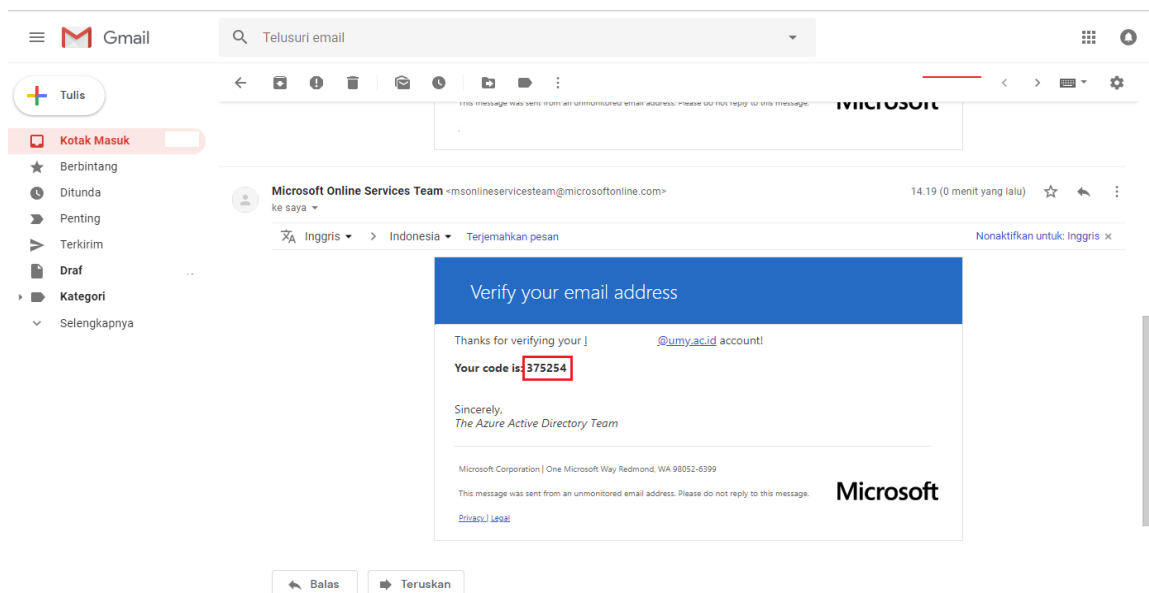 Gmail
Telusuri email
Tulis
This message was sent from an unmonitored email address. Please do not reply to this message.
Microsoft
Kotak Masuk
Berbintang
Ditunda
Penting
Terkirim
Draf
Kategori
Selengkapnya
Microsoft Online Services Team <msonlineservicesteam@microsoftonline.com>
14.19 (0 menit yang lalu)
ke saya
Inggris > Indonesia Terjemahkan pesan
Nonaktifkan untuk: Inggris ×
Verify your email address
Thanks for verifying your l @umy.ac.id account!
Your code is: 375254
Sincerely,
The Azure Active Directory Team
Microsoft Corporation | One Microsoft Way Redmond, WA 98052-6399
This message was sent from an unmonitored email address. Please do not reply to this message.
Microsoft
Privacy | Legal
Balas
Teruskan